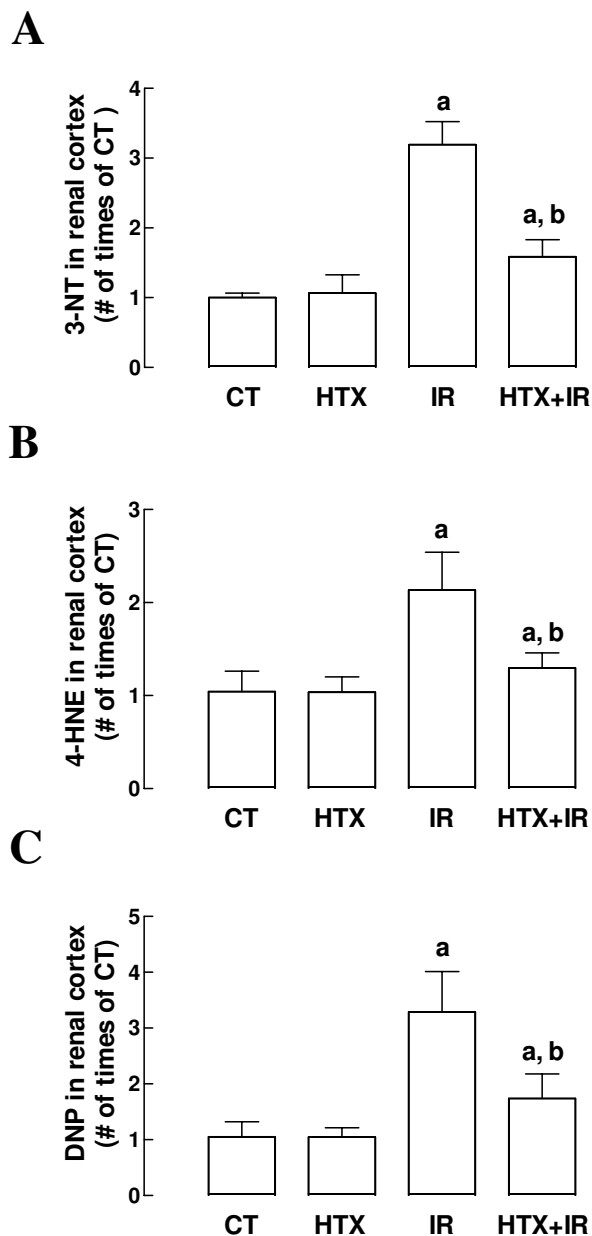 A
3-NT in renal cortex
(# of times of CT )
4
3
2
1
0
a
a, b
CT HTX IR HTX+IR
B
4-HNE in renal cortex
(# of times of CT)
3
2
1
0
a
a, b
CT HTX IR HTX+IR
C
DNP in renal cortex
(# of times of CT)
5
4
3
2
1
0
a
a, b
CT HTX IR HTX+IR